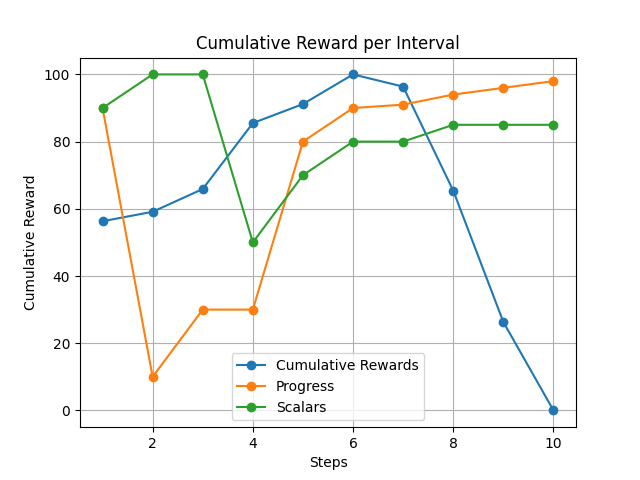 Cumulative Reward per Interval
Cumulative Reward
100
80
60
40
20
0
Cumulative Rewards
Progress
Scalars
2
4
6
8
10
Steps